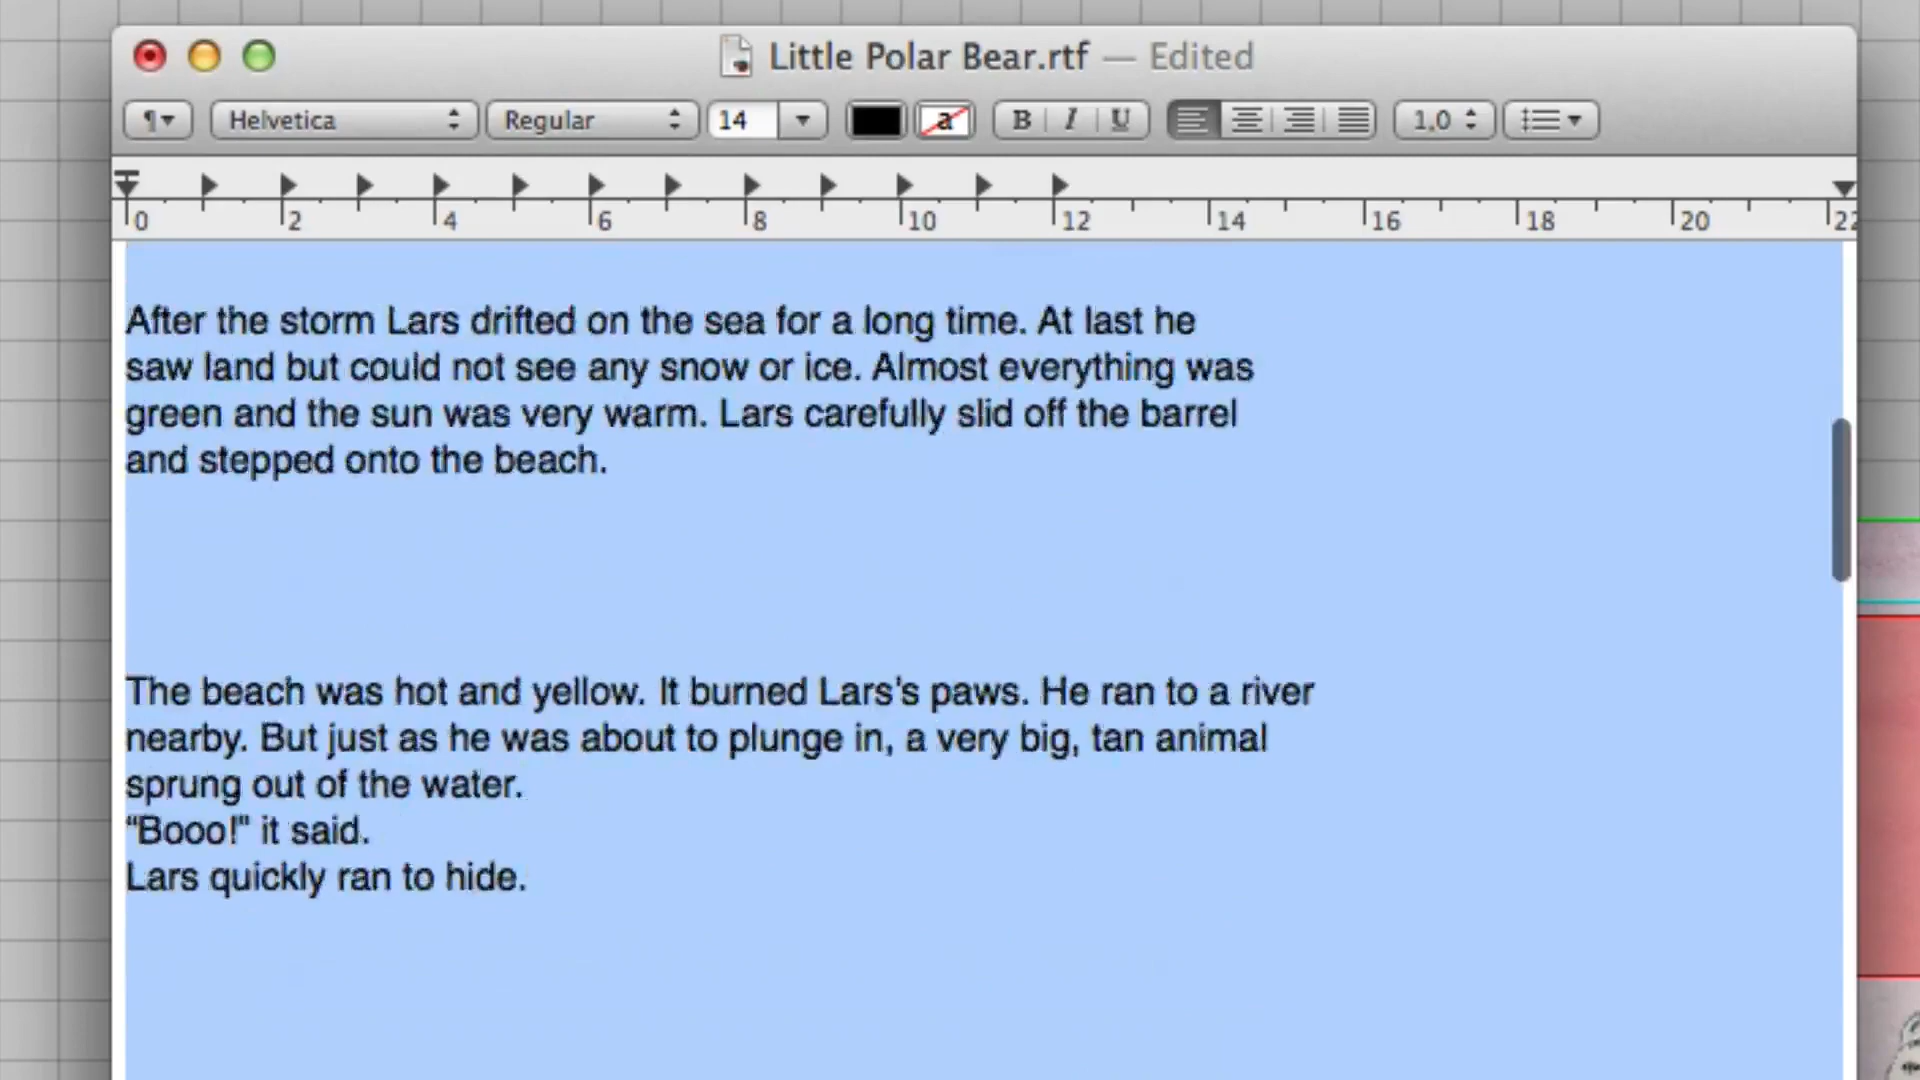 Little Polar Bear.rtf — Edited
¶ Helvetica Regular 14 a B I U 1,0
0 2 4 6 8 10 12 14 16 18 20 22
After the storm Lars drifted on the sea for a long time. At last he
saw land but could not see any snow or ice. Almost everything was
green and the sun was very warm. Lars carefully slid off the barrel
and stepped onto the beach.
The beach was hot and yellow. It burned Lars's paws. He ran to a river
nearby. But just as he was about to plunge in, a very big, tan animal
sprung out of the water.
“Booo!" it said.
Lars quickly ran to hide.